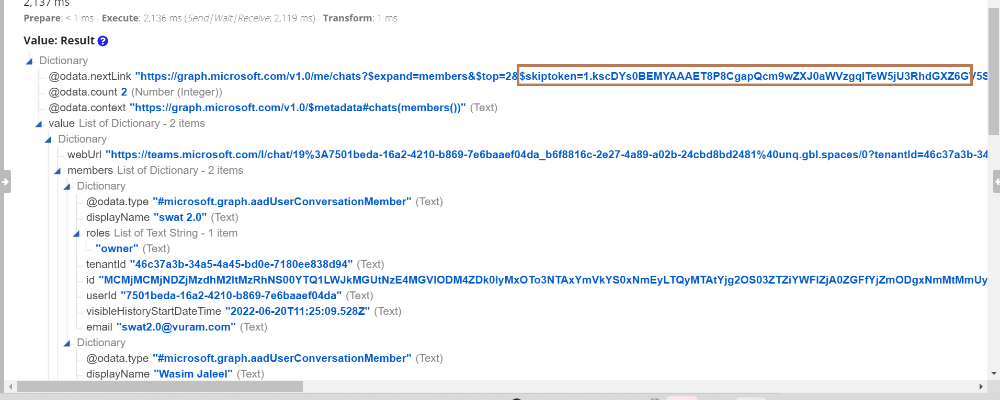 2,137 ms
Prepare: < 1 ms - Execute: 2,136 ms (Send|Wait|Receive: 2,119 ms) - Transform: 1 ms
Value: Result ?
Dictionary
@odata.nextLink "https://graph.microsoft.com/v1.0/me/chats?$expand=members&$top=2&$skiptoken=1.kscDYs0BEMYAAAET8P8CgapQcm9wZXJ0aWVzgqlTeW5jU3RhdGXZ6GV5S
@odata.count 2 (Number (Integer))
@odata.context "https://graph.microsoft.com/v1.0/$metadata#chats(members())" (Text)
value List of Dictionary - 2 items
Dictionary
webUrl "https://teams.microsoft.com/l/chat/19%3A7501beda-16a2-4210-b869-7e6baaef04da_b6f8816c-2e27-4a89-a02b-24cbd8bd2481%40unq.gbl.spaces/0?tenantId=46c37a3b-34
members List of Dictionary - 2 items
Dictionary
@odata.type "#microsoft.graph.aadUserConversationMember" (Text)
displayName "swat 2.0" (Text)
roles List of Text String - 1 item
"owner" (Text)
tenantId "46c37a3b-34a5-4a45-bd0e-7180ee838d94" (Text)
id "MCMjMCMjNDZjMzdhM2ItMzRhNS00YTQ1LWJkMGUtNzE4MGVlODM4ZDk0IyMxOTo3NTAxYmVkYS0xNmEyLTQyMTAtYjg2OS03ZTZiYWFlZjA0ZGFfYjZmODgxNmMtMmUy
userId "7501beda-16a2-4210-b869-7e6baaef04da" (Text)
visibleHistoryStartDateTime "2022-06-20T11:25:09.528Z" (Text)
email "swat2.0@vuram.com" (Text)
Dictionary
@odata.type "#microsoft.graph.aadUserConversationMember" (Text)
displayName "Wasim Jaleel" (Text)